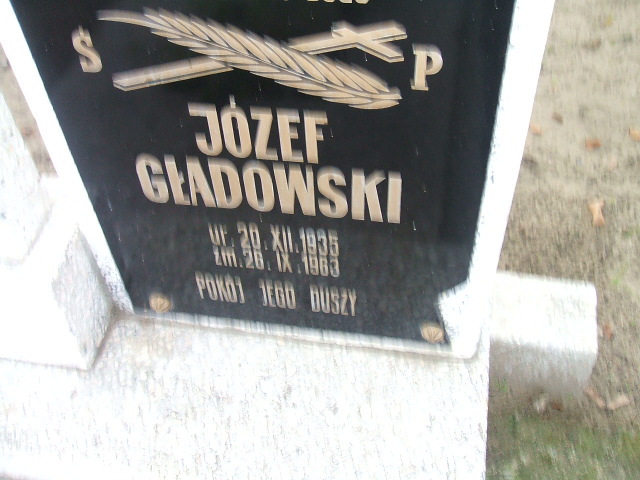 Ś P
JÓZEF
GŁADOWSKI
ur. 20.XII.1935
zm. 26.IX.1963
POKÓJ JEGO DUSZY